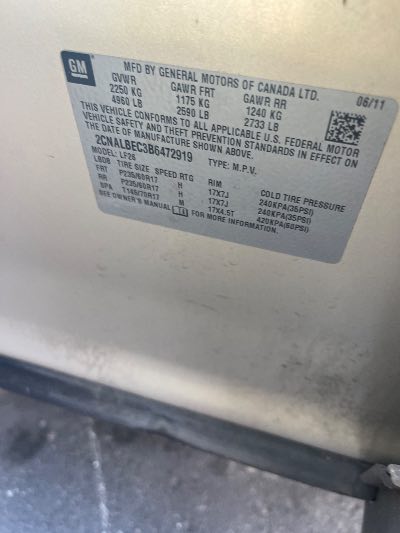 GM
MFD BY GENERAL MOTORS OF CANADA LTD. 06/11
GVWR GAWR FRT GAWR RR
2250 KG 1175 KG 1240 KG
4960 LB 2590 LB 2733 LB
THIS VEHICLE CONFORMS TO ALL APPLICABLE U.S. FEDERAL MOTOR
VEHICLE SAFETY AND THEFT PREVENTION STANDARDS IN EFFECT ON
THE DATE OF MANUFACTURE SHOWN ABOVE.
2CNALBEC3B6472919 TYPE: M.P.V.
MODEL: LF26
LBDB TIRE SIZE SPEED RTG RIM COLD TIRE PRESSURE
FRT P235/60R17 H 17X7J 240KPA(35PSI)
RR P235/60R17 H 17X7J 240KPA(35PSI)
SPA T145/70R17 M 17X4.5T 420KPA(60PSI)
SEE OWNER'S MANUAL FOR MORE INFORMATION.